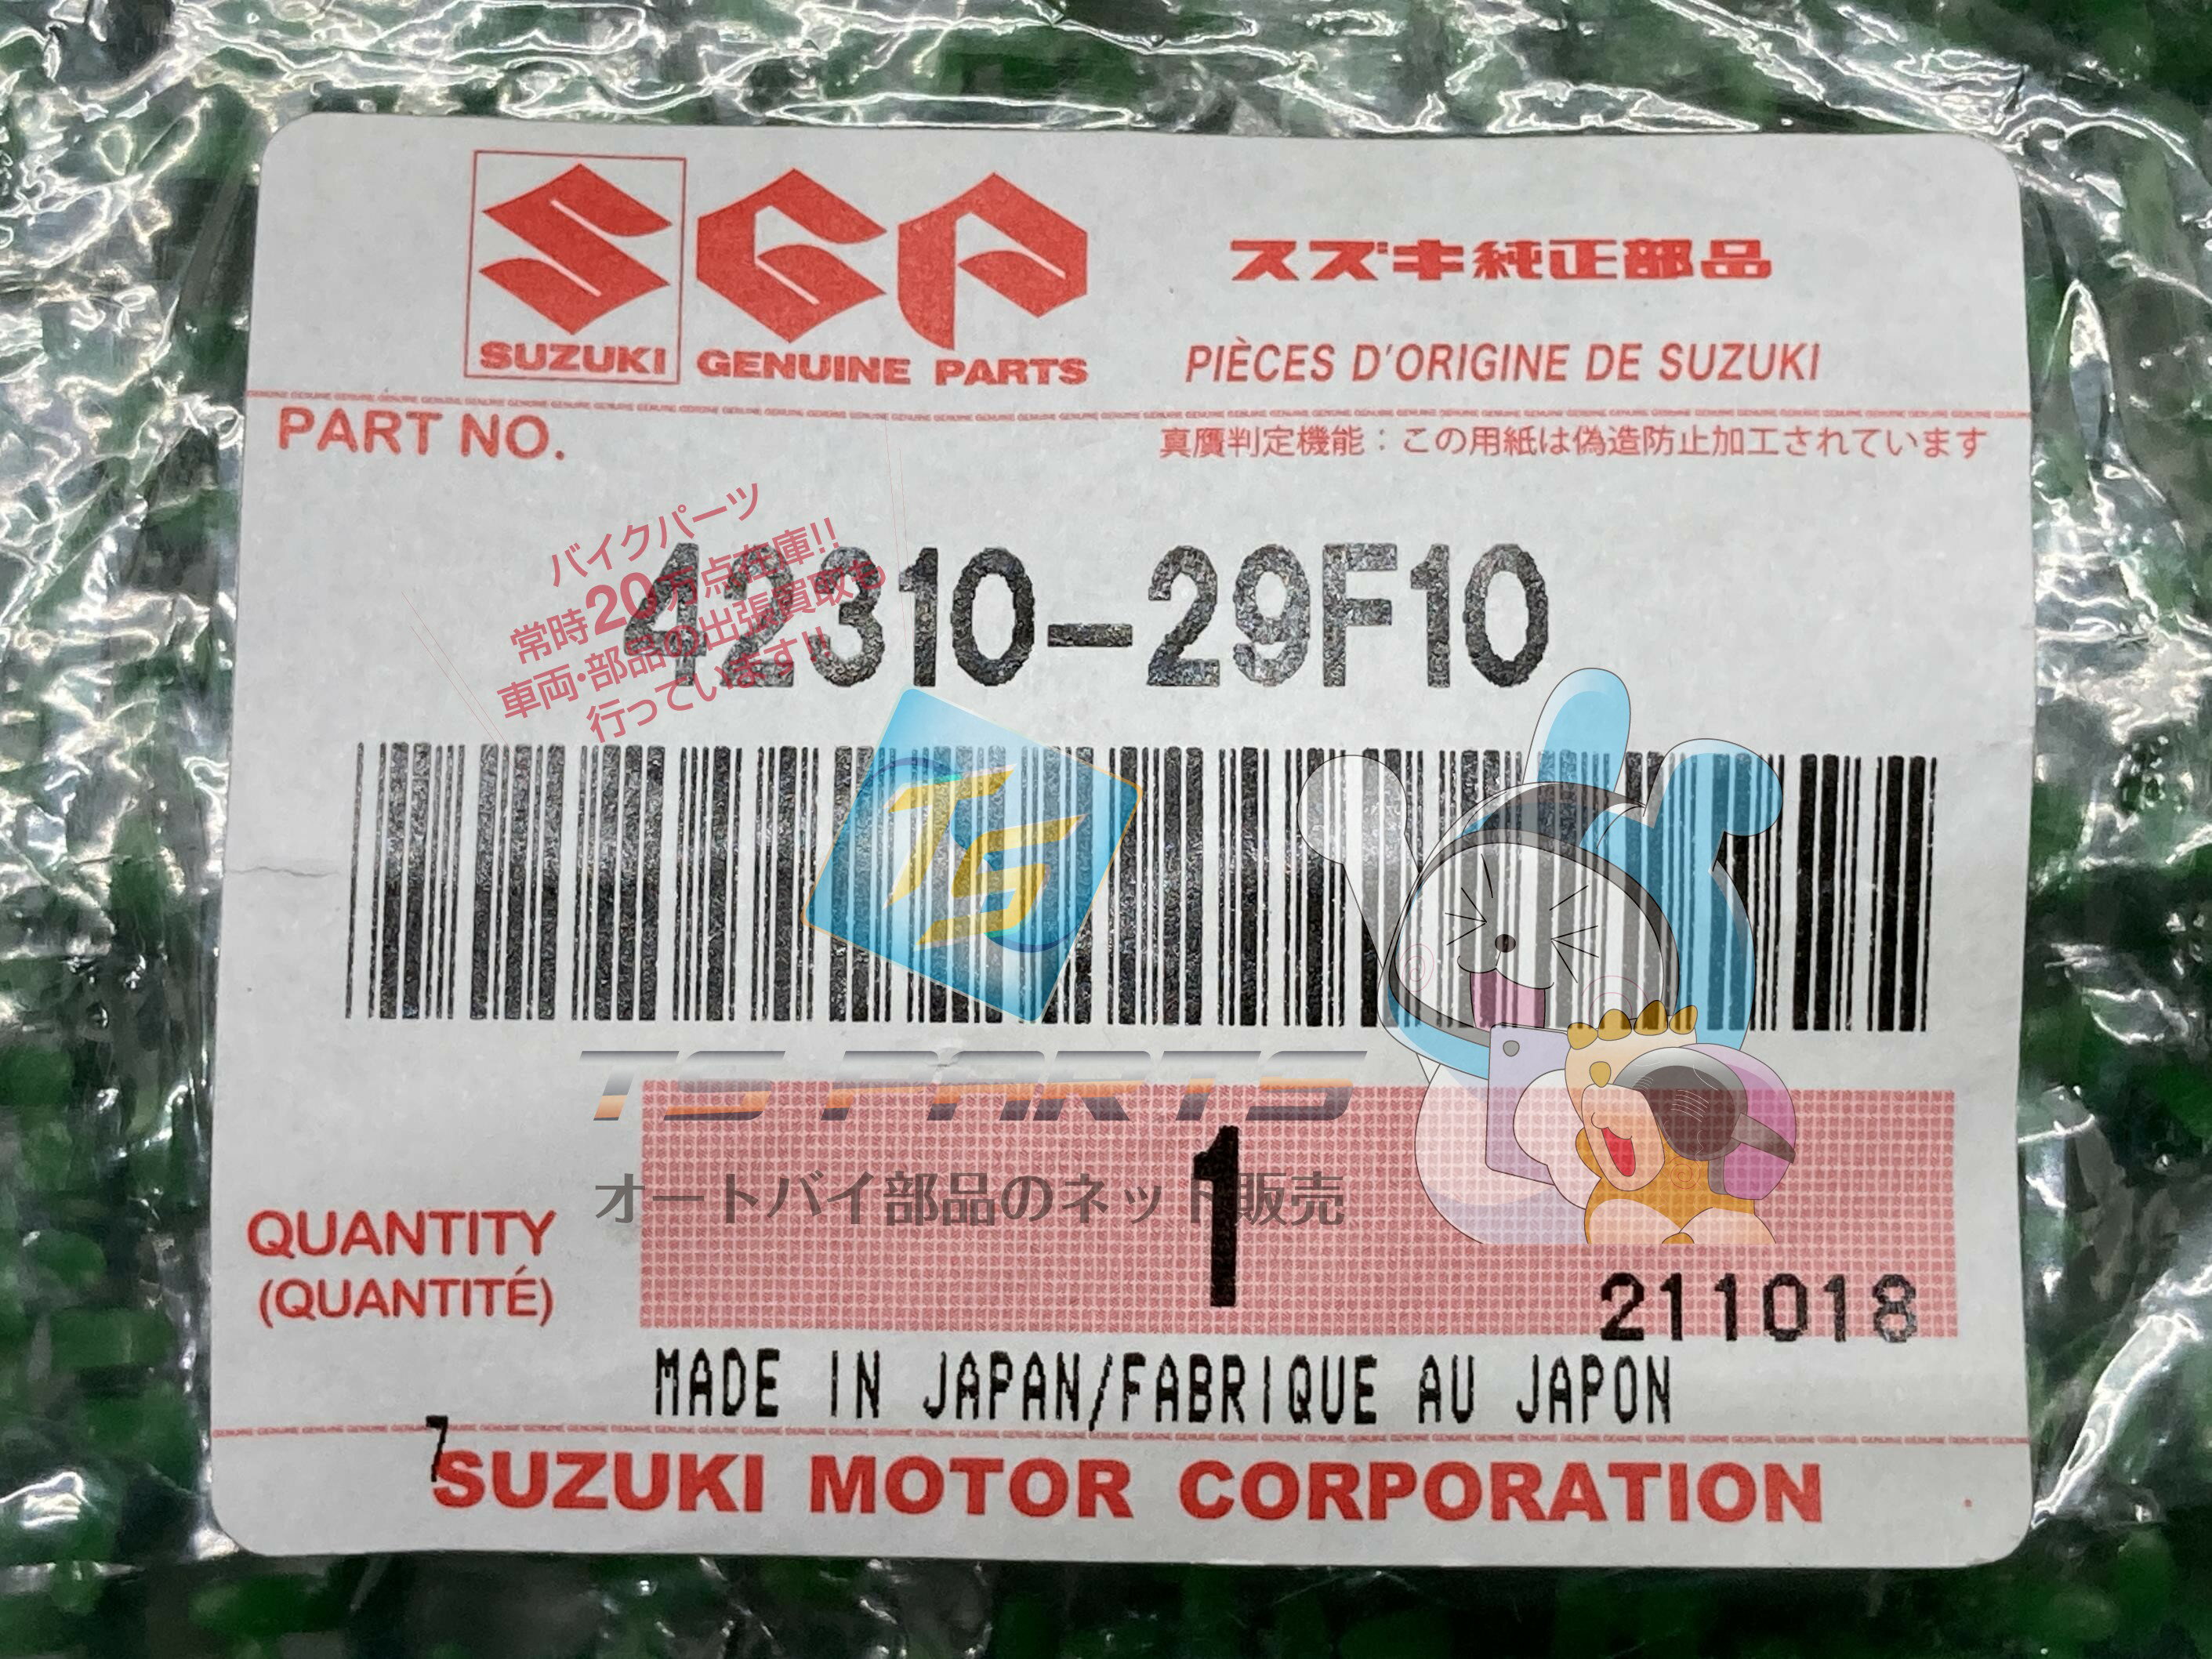 SGP
スズキ純正部品
SUZUKI GENUINE PARTS
PIÈCES D'ORIGINE DE SUZUKI
PART NO.
真贋判定機能：この用紙は偽造防止加工されています
バイクパーツ
常時20万点在庫!!
車両・部品の出張買取も
行っています!!
42310-29F10
TS
TS PARTS
オートバイ部品のネット販売
1
QUANTITY
(QUANTITÉ)
211018
MADE IN JAPAN/FABRIQUE AU JAPON
7
SUZUKI MOTOR CORPORATION